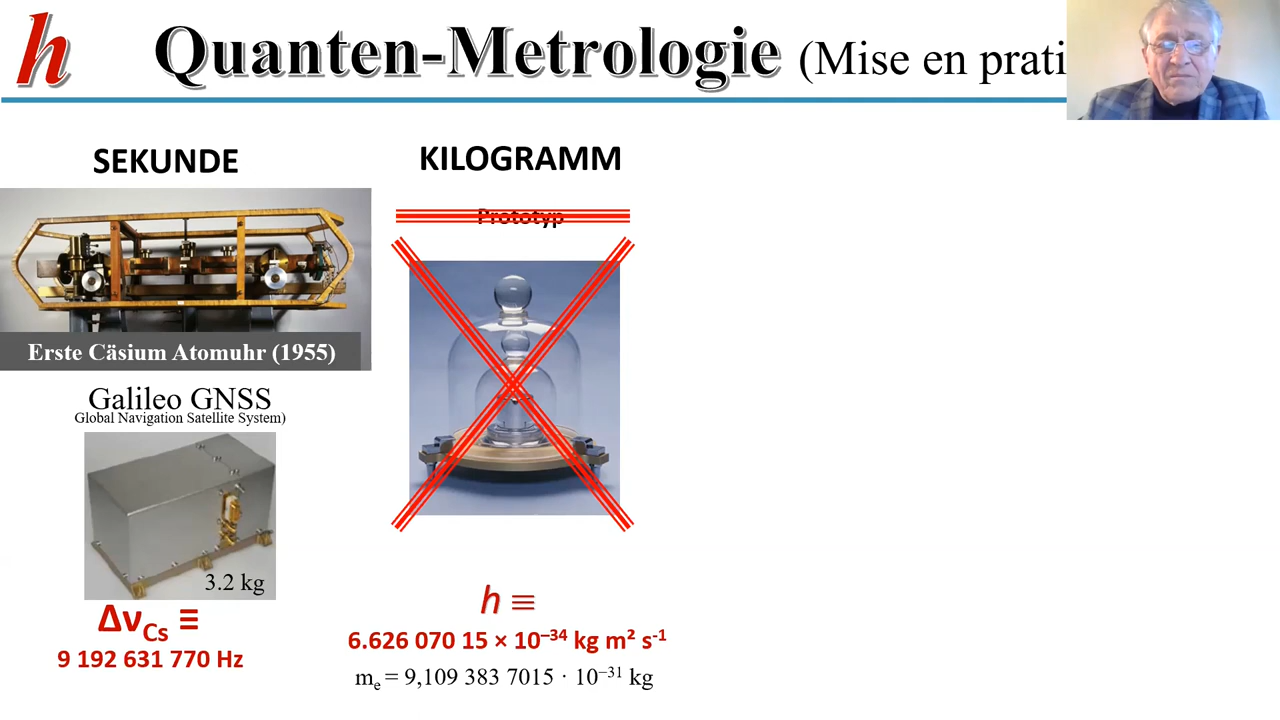 h Quanten-Metrologie (Mise en prati
SEKUNDE
Erste Cäsium Atomuhr (1955)
Galileo GNSS
Global Navigation Satellite System)
3.2 kg
Δν_Cs ≡
9 192 631 770 Hz
KILOGRAMM
Prototyp
h ≡
6.626 070 15 × 10⁻³⁴ kg m² s⁻¹
mₑ = 9,109 383 7015 · 10⁻³¹ kg